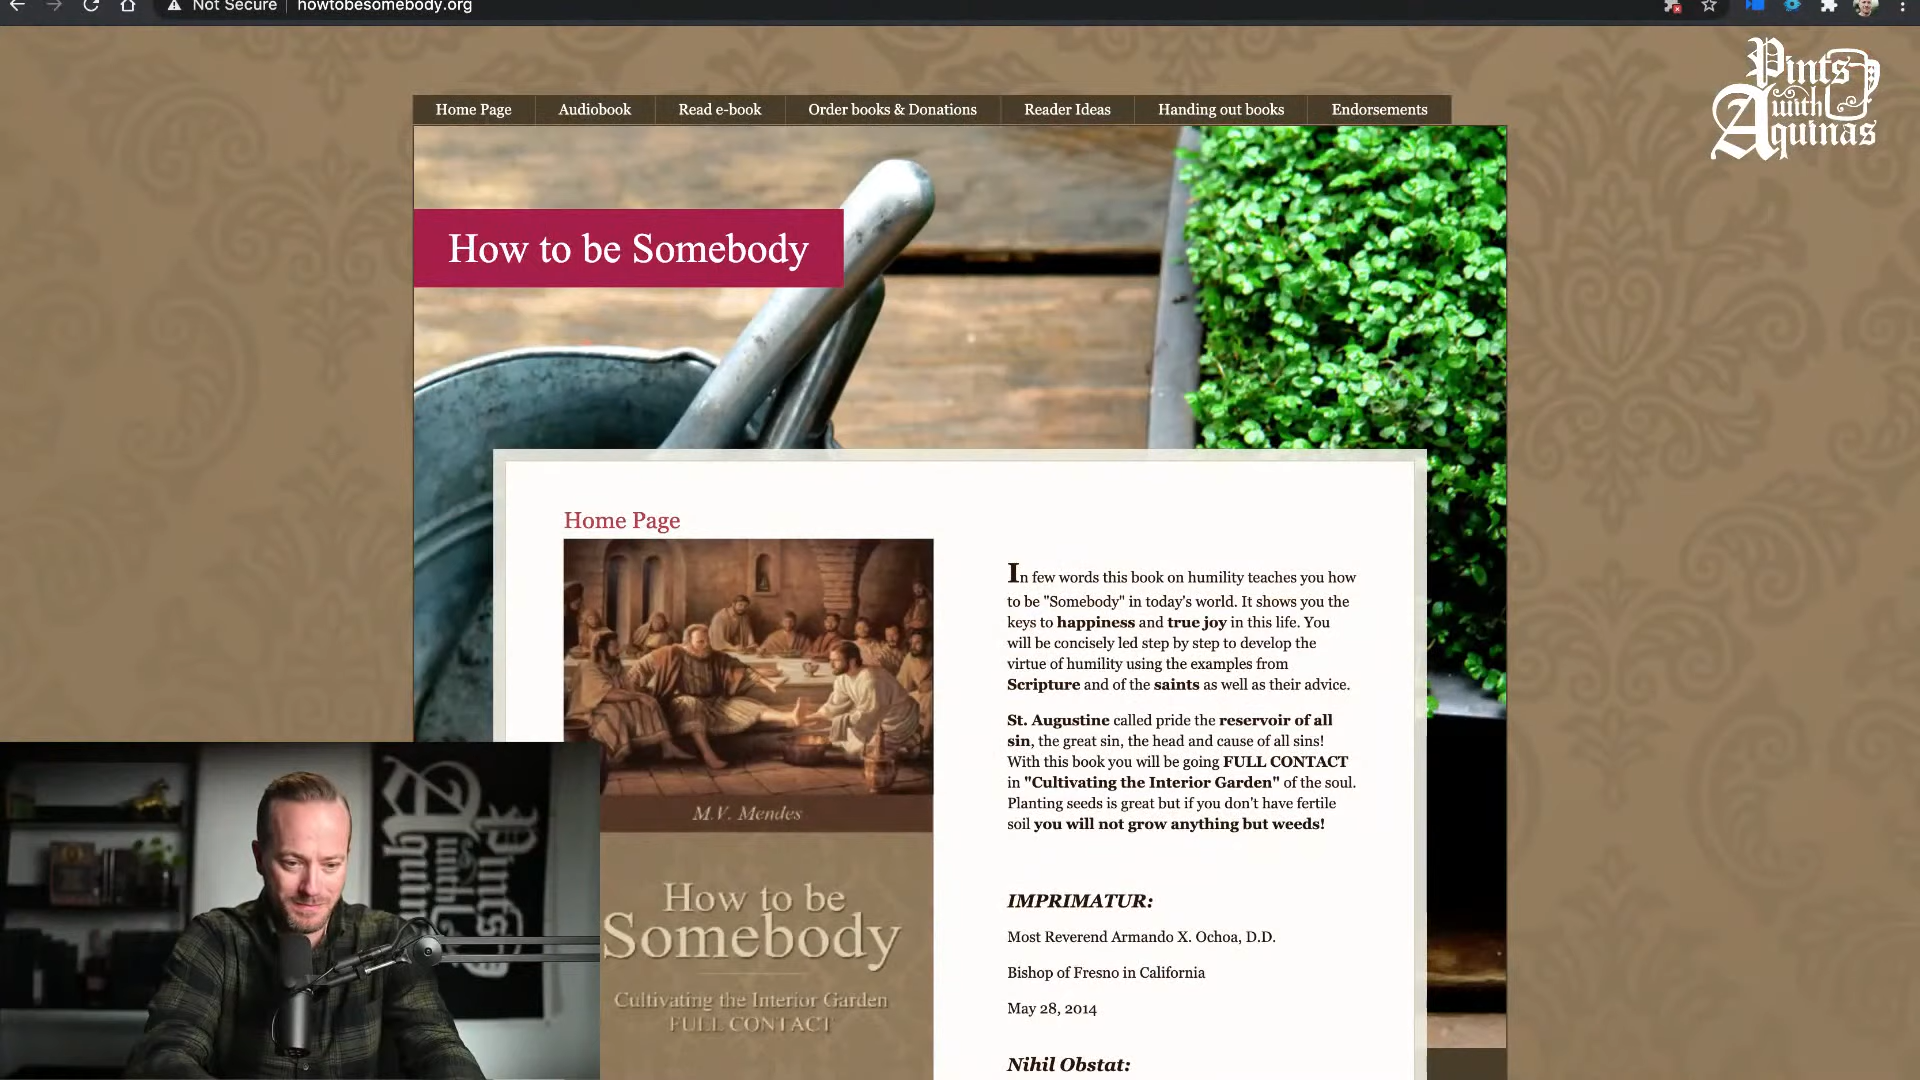 Not Secure
howtobesomebody.org
Pints
with
Aquinas
Home Page
Audiobook
Read e-book
Order books & Donations
Reader Ideas
Handing out books
Endorsements
How to be Somebody
Home Page
In few words this book on humility teaches you how
to be "Somebody" in today's world. It shows you the
keys to happiness and true joy in this life. You
will be concisely led step by step to develop the
virtue of humility using the examples from
Scripture and of the saints as well as their advice.
St. Augustine called pride the reservoir of all
sin, the great sin, the head and cause of all sins!
With this book you will be going FULL CONTACT
in "Cultivating the Interior Garden" of the soul.
Planting seeds is great but if you don't have fertile
soil you will not grow anything but weeds!
IMPRIMATUR:
Most Reverend Armando X. Ochoa, D.D.
Bishop of Fresno in California
May 28, 2014
Nihil Obstat:
M.V. Mendes
How to be
Somebody
Cultivating the Interior Garden
FULL CONTACT